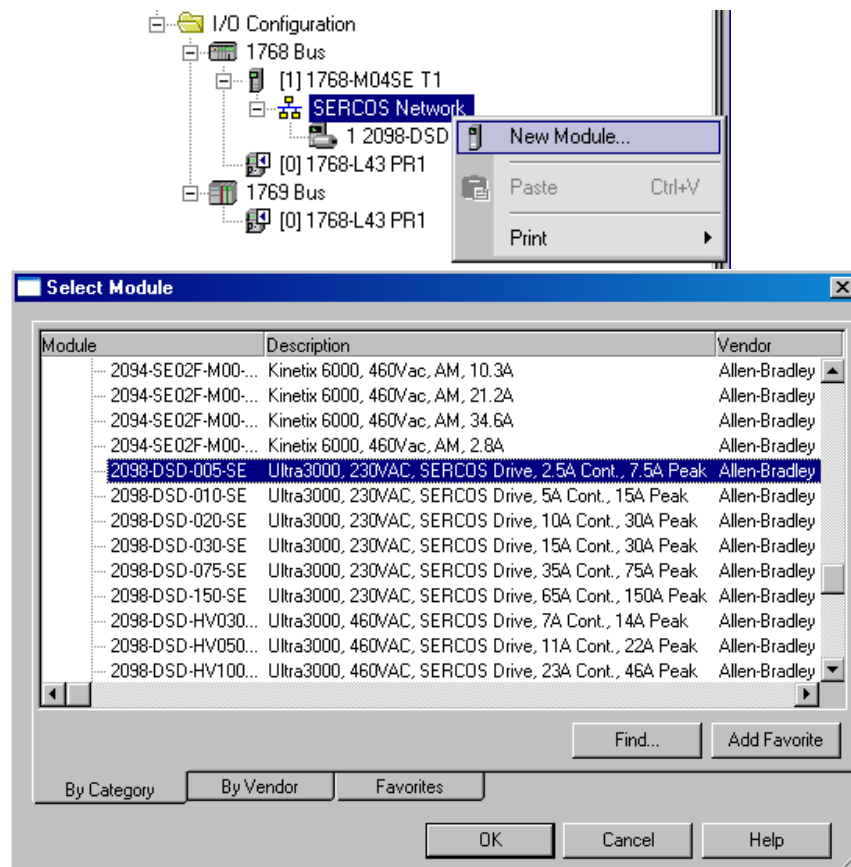 I/O Configuration
1768 Bus
[1] 1768-M04SE T1
SERCOS Network
1 2098-DSD
[0] 1768-L43 PR1
1769 Bus
[0] 1768-L43 PR1
New Module...
Paste Ctrl+V
Print
Select Module
Module Description Vendor
2094-SE02F-M00-... Kinetix 6000, 460Vac, AM, 10.3A Allen-Bradley
2094-SE02F-M00-... Kinetix 6000, 460Vac, AM, 21.2A Allen-Bradley
2094-SE02F-M00-... Kinetix 6000, 460Vac, AM, 34.6A Allen-Bradley
2094-SE02F-M00-... Kinetix 6000, 460Vac, AM, 2.8A Allen-Bradley
2098-DSD-005-SE Ultra3000, 230VAC, SERCOS Drive, 2.5A Cont., 7.5A Peak Allen-Bradley
2098-DSD-010-SE Ultra3000, 230VAC, SERCOS Drive, 5A Cont., 15A Peak Allen-Bradley
2098-DSD-020-SE Ultra3000, 230VAC, SERCOS Drive, 10A Cont., 30A Peak Allen-Bradley
2098-DSD-030-SE Ultra3000, 230VAC, SERCOS Drive, 15A Cont., 30A Peak Allen-Bradley
2098-DSD-075-SE Ultra3000, 230VAC, SERCOS Drive, 35A Cont., 75A Peak Allen-Bradley
2098-DSD-150-SE Ultra3000, 230VAC, SERCOS Drive, 65A Cont., 150A Peak Allen-Bradley
2098-DSD-HV030... Ultra3000, 460VAC, SERCOS Drive, 7A Cont., 14A Peak Allen-Bradley
2098-DSD-HV050... Ultra3000, 460VAC, SERCOS Drive, 11A Cont., 22A Peak Allen-Bradley
2098-DSD-HV100... Ultra3000, 460VAC, SERCOS Drive, 23A Cont., 46A Peak Allen-Bradley
Find... Add Favorite
By Category By Vendor Favorites
OK Cancel Help